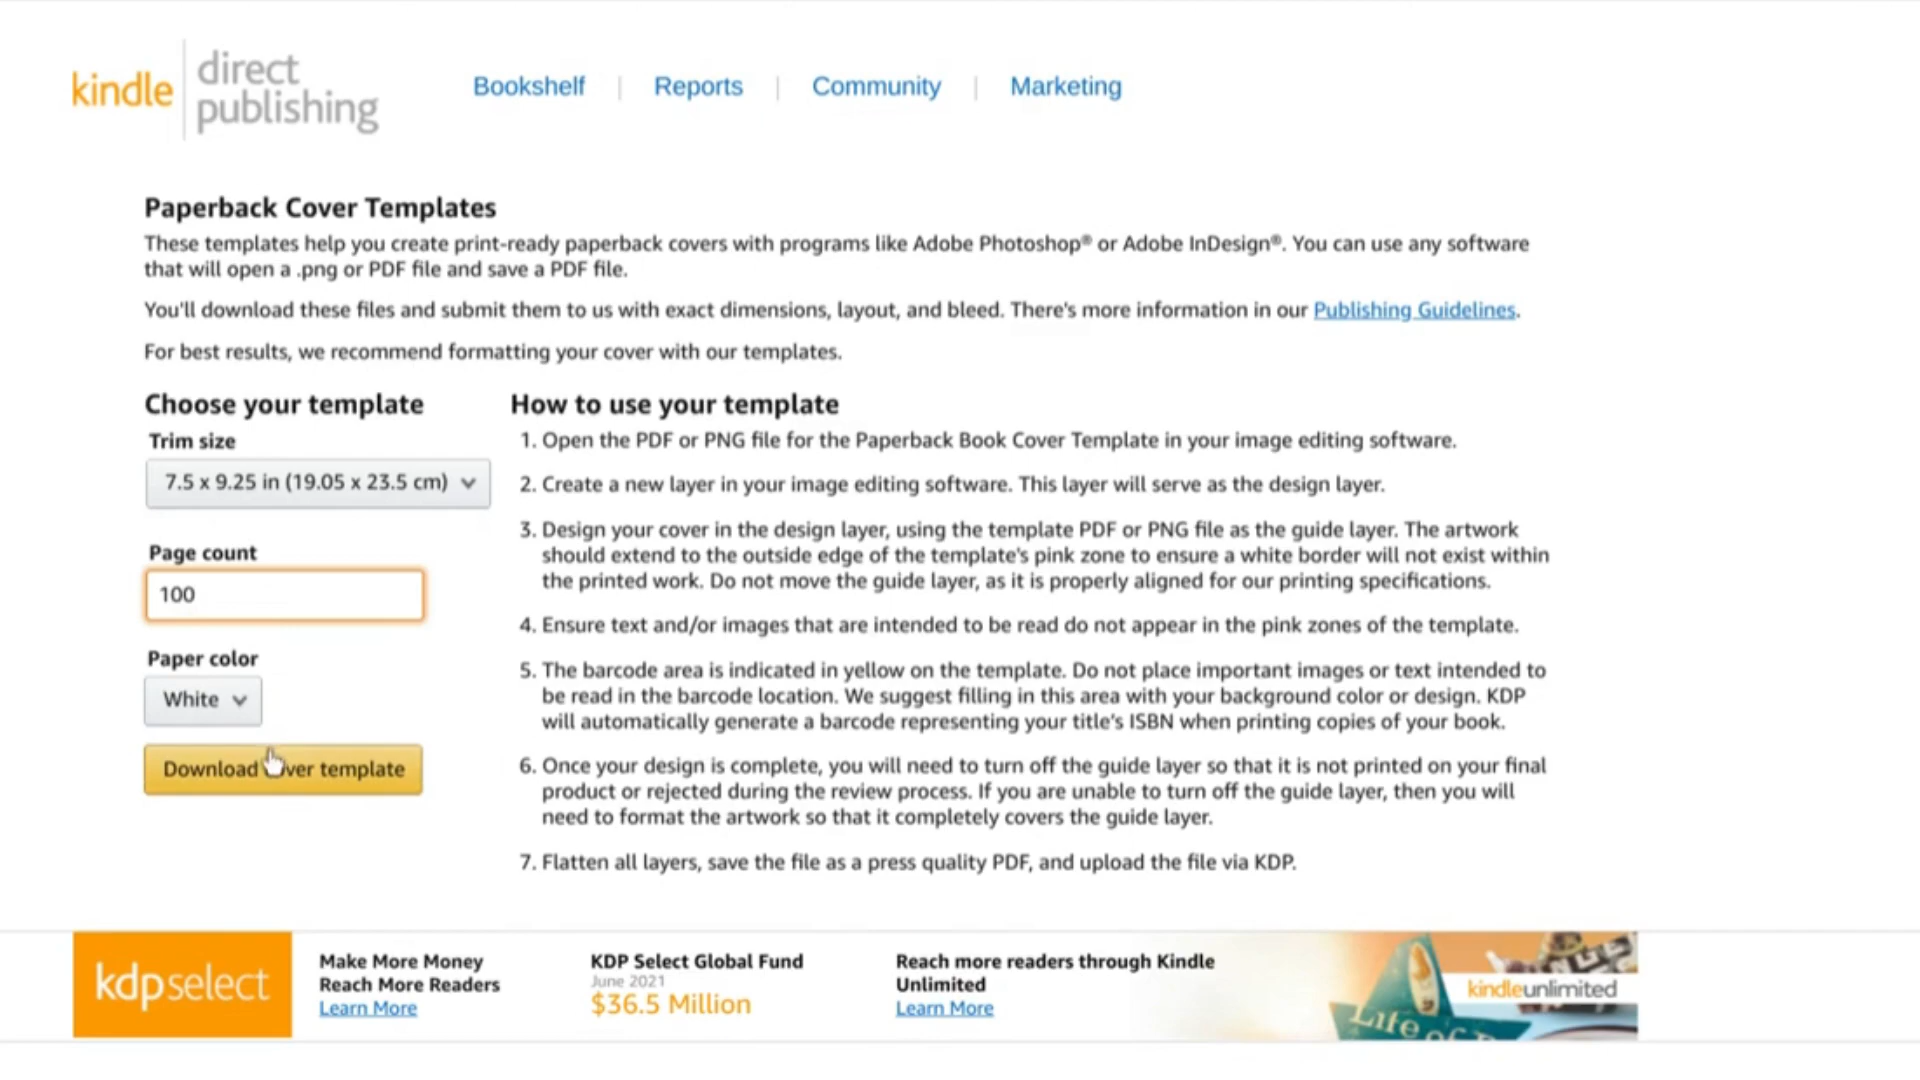 kindle direct publishing
Bookshelf | Reports | Community | Marketing
Paperback Cover Templates
These templates help you create print-ready paperback covers with programs like Adobe Photoshop® or Adobe InDesign®. You can use any software
that will open a .png or PDF file and save a PDF file.
You'll download these files and submit them to us with exact dimensions, layout, and bleed. There's more information in our Publishing Guidelines.
For best results, we recommend formatting your cover with our templates.
Choose your template
Trim size
7.5 x 9.25 in (19.05 x 23.5 cm)
Page count
100
Paper color
White
Download ver template
How to use your template
1. Open the PDF or PNG file for the Paperback Book Cover Template in your image editing software.
2. Create a new layer in your image editing software. This layer will serve as the design layer.
3. Design your cover in the design layer, using the template PDF or PNG file as the guide layer. The artwork
should extend to the outside edge of the template's pink zone to ensure a white border will not exist within
the printed work. Do not move the guide layer, as it is properly aligned for our printing specifications.
4. Ensure text and/or images that are intended to be read do not appear in the pink zones of the template.
5. The barcode area is indicated in yellow on the template. Do not place important images or text intended to
be read in the barcode location. We suggest filling in this area with your background color or design. KDP
will automatically generate a barcode representing your title's ISBN when printing copies of your book.
6. Once your design is complete, you will need to turn off the guide layer so that it is not printed on your final
product or rejected during the review process. If you are unable to turn off the guide layer, then you will
need to format the artwork so that it completely covers the guide layer.
7. Flatten all layers, save the file as a press quality PDF, and upload the file via KDP.
kdpselect
Make More Money
Reach More Readers
Learn More
KDP Select Global Fund
June 2021
$36.5 Million
Reach more readers through Kindle
Unlimited
Learn More
kindleunlimited
Life of